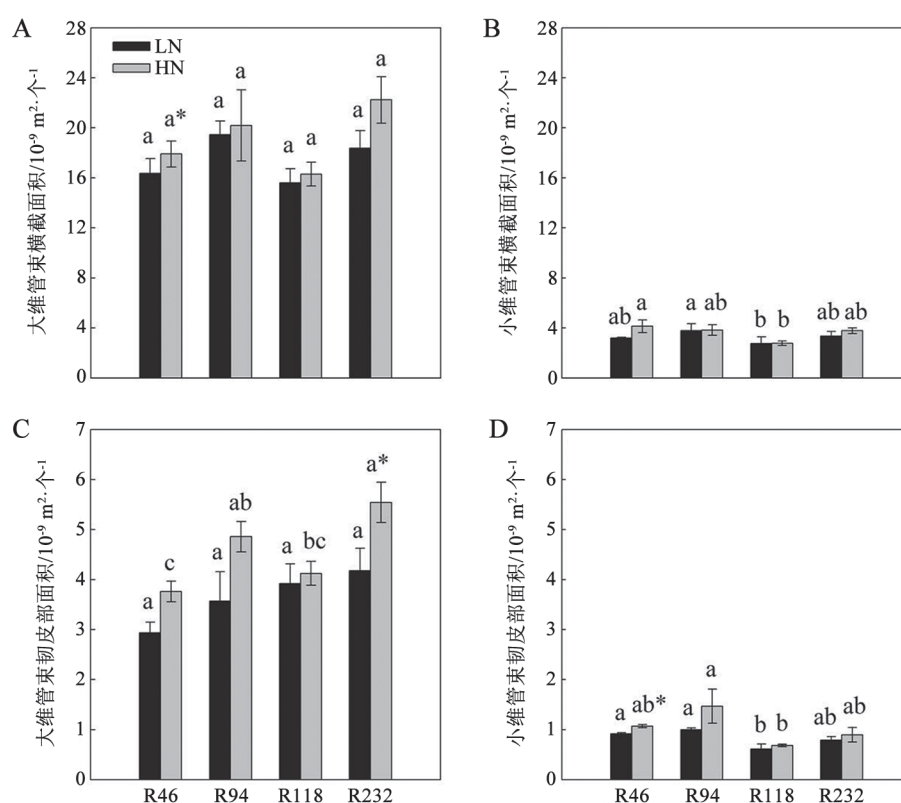 A
大维管束横截面积/10⁻⁹ m²·个⁻¹
28
24
20
16
12
8
4
0
LN
HN
a a* a a a a a a
B
小维管束横截面积/10⁻⁹ m²·个⁻¹
28
24
20
16
12
8
4
0
ab a a ab b b ab ab
C
大维管束韧皮部面积/10⁻⁹ m²·个⁻¹
7
6
5
4
3
2
1
0
a c a ab a bc a a*
R46 R94 R118 R232
D
小维管束韧皮部面积/10⁻⁹ m²·个⁻¹
7
6
5
4
3
2
1
0
a ab* a a b b ab ab
R46 R94 R118 R232